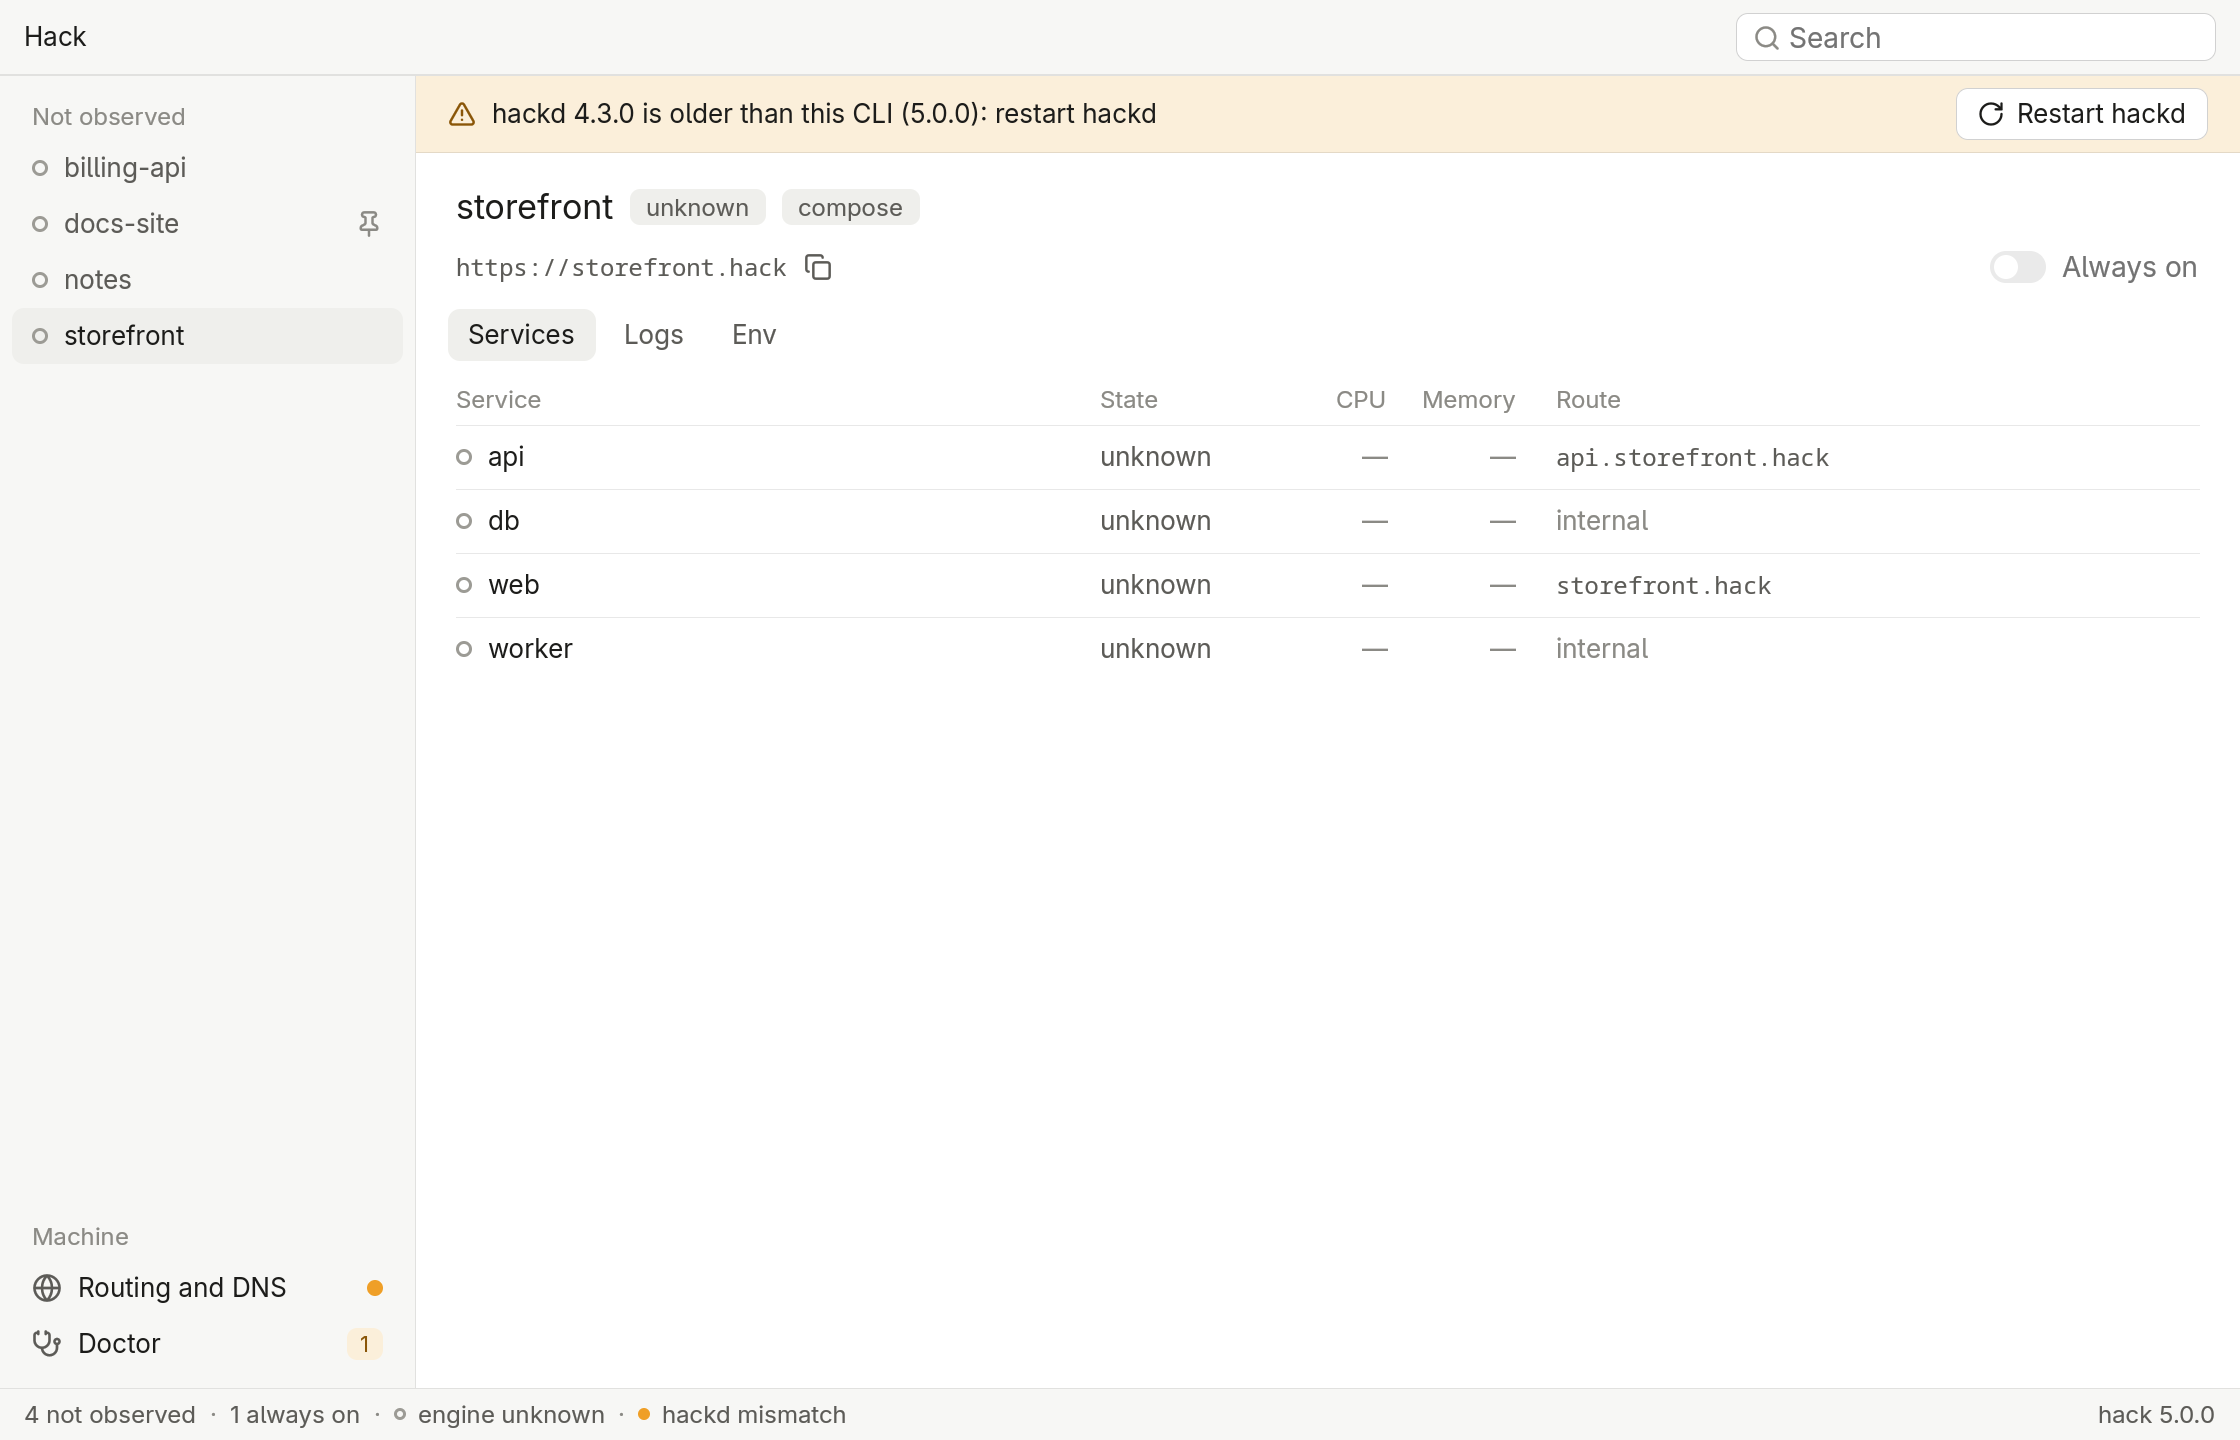 Hack
Search
Not observed
billing-api
docs-site
notes
storefront
Machine
Routing and DNS
Doctor 1
hackd 4.3.0 is older than this CLI (5.0.0): restart hackd
Restart hackd
storefront unknown compose
https://storefront.hack
Always on
Services Logs Env
Service State CPU Memory Route
api unknown — — api.storefront.hack
db unknown — — internal
web unknown — — storefront.hack
worker unknown — — internal
4 not observed · 1 always on · engine unknown · hackd mismatch
hack 5.0.0